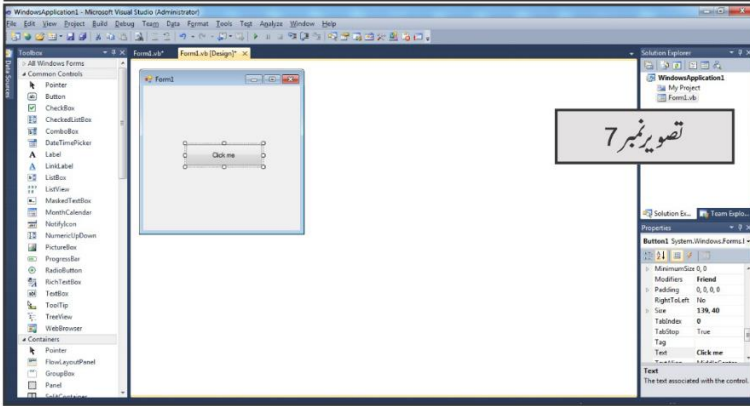 WindowsApplication1 - Microsoft Visual Studio (Administrator)
File Edit View Project Build Debug Team Data Format Tools Test Analyze Window Help
Toolbox
Form1.vb*
Form1.vb [Design]*
Solution Explorer
Data Sources
All Windows Forms
Common Controls
Pointer
Button
CheckBox
CheckedListBox
ComboBox
DateTimePicker
Label
LinkLabel
ListBox
ListView
MaskedTextBox
MonthCalendar
NotifyIcon
NumericUpDown
PictureBox
ProgressBar
RadioButton
RichTextBox
TextBox
ToolTip
TreeView
WebBrowser
Containers
Pointer
FlowLayoutPanel
GroupBox
Panel
SplitContainer
Form1
Click me
WindowsApplication1
My Project
Form1.vb
تصویر نمبر 7
Solution Ex...
Team Explo...
Properties
Button1 System.Windows.Forms.
MinimumSize 0, 0
Modifiers Friend
Padding 0, 0, 0, 0
RightToLeft No
Size 139, 40
TabIndex 0
TabStop True
Tag
Text Click me
TextAlign MiddleCenter
Text
The text associated with the control.